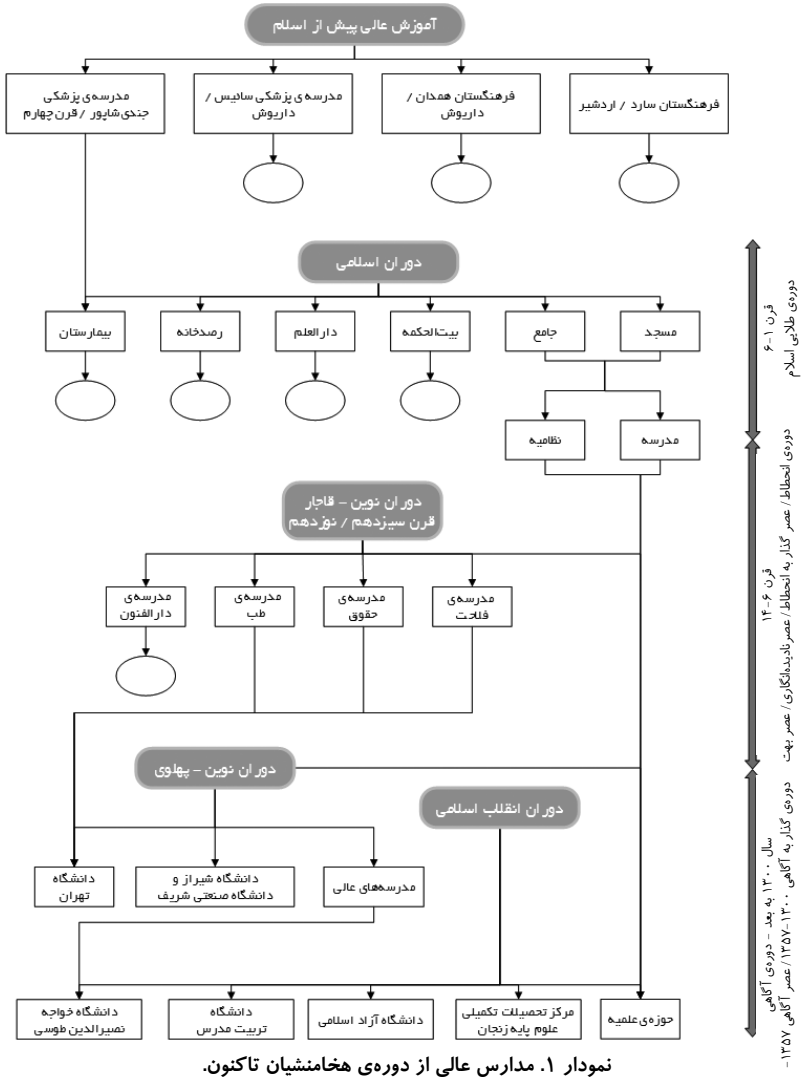 آموزش عالی پیش از اسلام
فرهنگستان سارد / اردشیر
فرهنگستان همدان /
داریوش
مدرسه‌ی پزشکی سائیس /
داریوش
مدرسه‌ی پزشکی
جندی‌شاپور / قرن چهارم
دوران اسلامی
مسجد
جامع
بیت‌الحکمه
دارالعلم
رصدخانه
بیمارستان
مدرسه
نظامیه
دوران نوین - قاجار
قرن سیزدهم / نوزدهم
مدرسه‌ی
فلاحت
مدرسه‌ی
حقوق
مدرسه‌ی
طب
مدرسه‌ی
دارالفنون
دوران نوین - پهلوی
دوران انقلاب اسلامی
مدرسه‌های عالی
دانشگاه شیراز و
دانشگاه صنعتی شریف
دانشگاه
تهران
حوزه‌ی علمیه
مرکز تحصیلات تکمیلی
علوم پایه زنجان
دانشگاه آزاد اسلامی
دانشگاه
تربیت مدرس
دانشگاه خواجه
نصیرالدین طوسی
قرن ۱-۶
دوره‌ی طلایی اسلام
قرن ۶-۱۴
دوره‌ی انحطاط / عصر گذار به انحطاط / عصر نادیده‌انگاری / عصر بهت
سال ۱۳۰۰ به بعد - دوره‌ی آگاهی
دوره‌ی گذار به آگاهی ۱۳۰۰-۱۳۵۷ / عصر آگاهی ۱۳۵۷-
نمودار ۱. مدارس عالی از دوره‌ی هخامنشیان تاکنون.